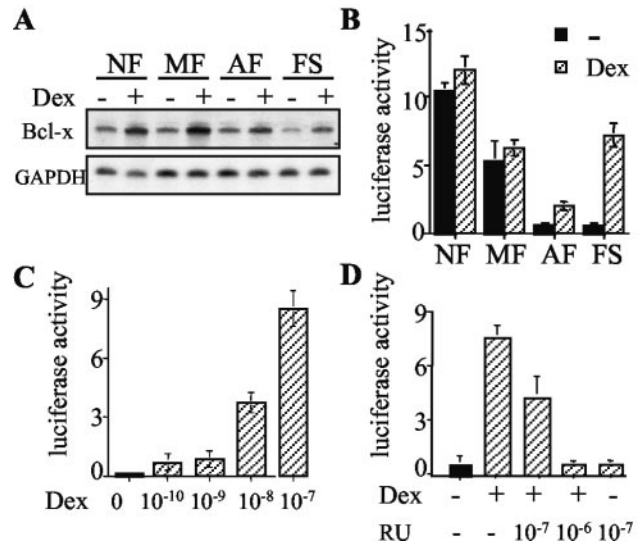 A
NF MF AF FS
Dex - + - + - + - +
Bcl-x
GAPDH
B
luciferase activity
15
10
5
0
-
Dex
NF MF AF FS
C
luciferase activity
9
6
3
0
Dex 0 10⁻¹⁰ 10⁻⁹ 10⁻⁸ 10⁻⁷
D
luciferase activity
9
6
3
0
Dex - + + + -
RU - - 10⁻⁷ 10⁻⁶ 10⁻⁷